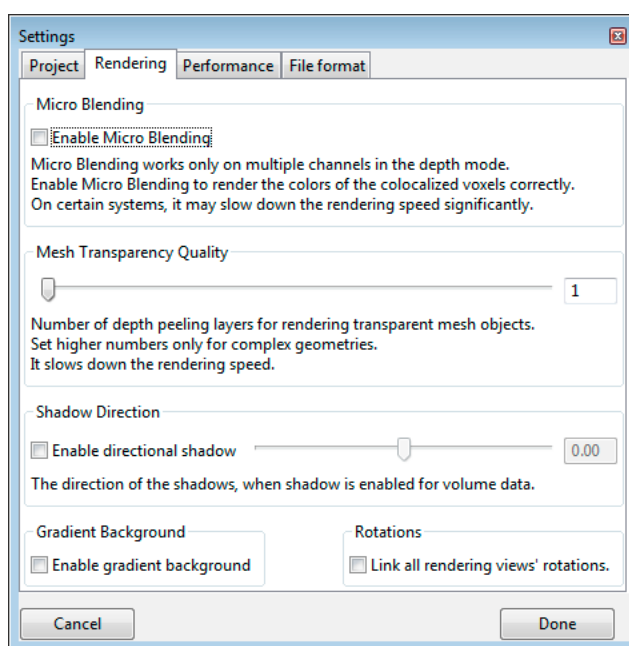 Settings
Project Rendering Performance File format
Micro Blending
Enable Micro Blending
Micro Blending works only on multiple channels in the depth mode.
Enable Micro Blending to render the colors of the colocalized voxels correctly.
On certain systems, it may slow down the rendering speed significantly.
Mesh Transparency Quality
1
Number of depth peeling layers for rendering transparent mesh objects.
Set higher numbers only for complex geometries.
It slows down the rendering speed.
Shadow Direction
Enable directional shadow 0.00
The direction of the shadows, when shadow is enabled for volume data.
Gradient Background Rotations
Enable gradient background Link all rendering views' rotations.
Cancel Done